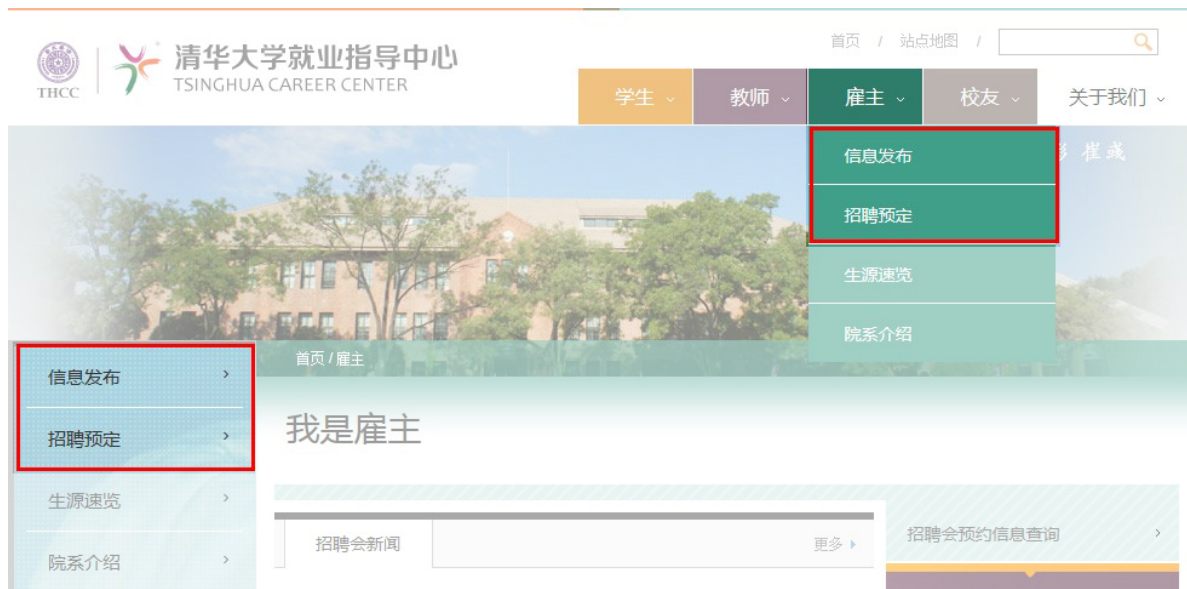 首页 / 站点地图 /
清华大学就业指导中心
THCC TSINGHUA CAREER CENTER
学生 教师 雇主 校友 关于我们
信息发布
招聘预定
生源速览
院系介绍
崔彧
首页 / 雇主
信息发布
招聘预定
生源速览
院系介绍
我是雇主
招聘会新闻 更多
招聘会预约信息查询